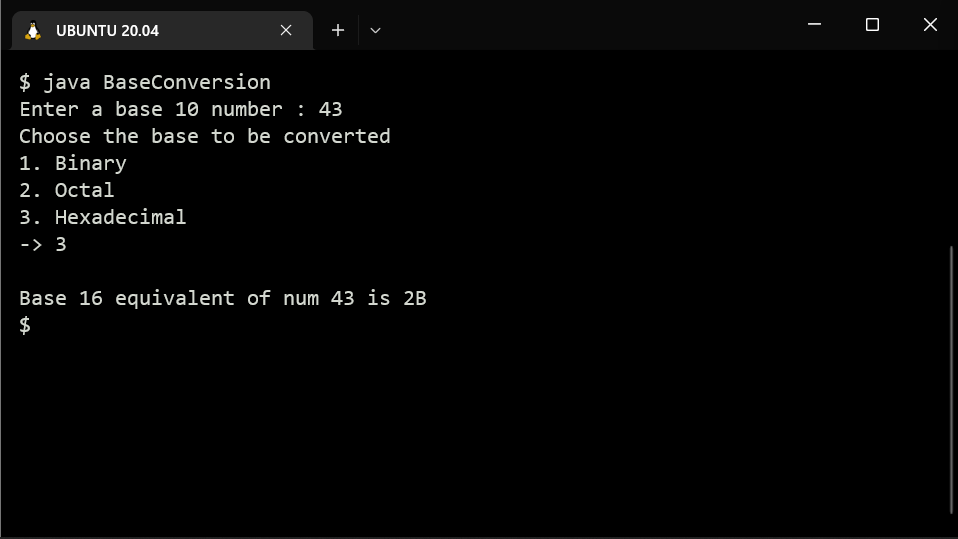 UBUNTU 20.04
$ java BaseConversion
Enter a base 10 number : 43
Choose the base to be converted
1. Binary
2. Octal
3. Hexadecimal
-> 3
Base 16 equivalent of num 43 is 2B
$